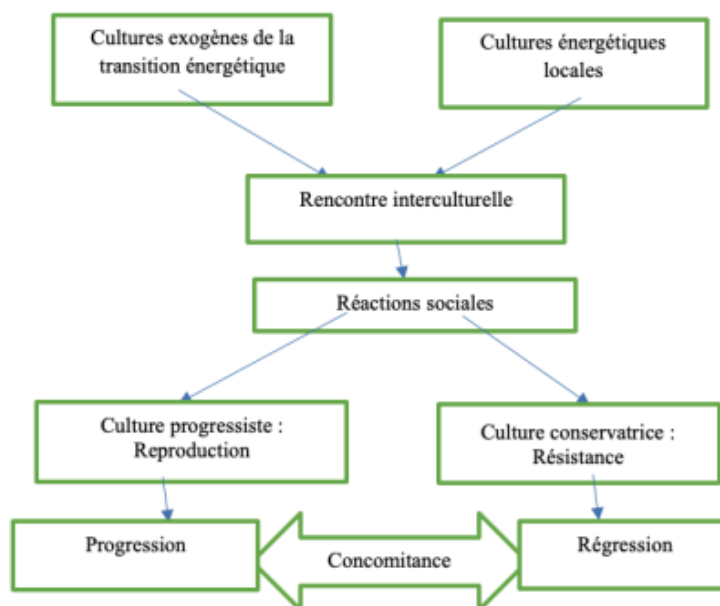 Cultures exogènes de la
transition énergétique
Cultures énergétiques
locales
Rencontre interculturelle
Réactions sociales
Culture progressiste :
Reproduction
Culture conservatrice :
Résistance
Progression
Concomitance
Régression